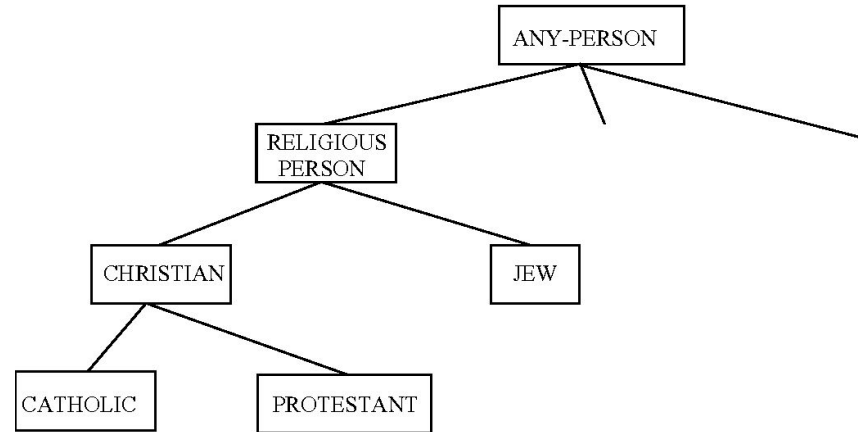 ANY-PERSON
RELIGIOUS
PERSON
CHRISTIAN
JEW
CATHOLIC
PROTESTANT